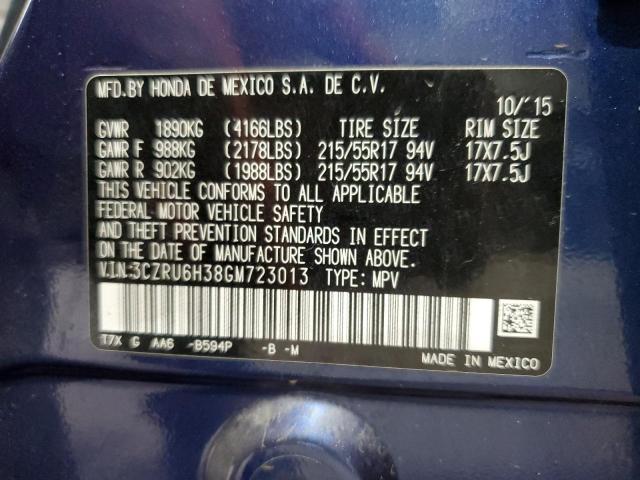 MFD. BY HONDA DE MEXICO S.A. DE C.V.
10/'15
GVWR 1890KG (4166LBS) TIRE SIZE RIM SIZE
GAWR F 988KG (2178LBS) 215/55R17 94V 17X7.5J
GAWR R 902KG (1988LBS) 215/55R17 94V 17X7.5J
THIS VEHICLE CONFORMS TO ALL APPLICABLE
FEDERAL MOTOR VEHICLE SAFETY
AND THEFT PREVENTION STANDARDS IN EFFECT
ON THE DATE OF MANUFACTURE SHOWN ABOVE.
V.I.N:3CZRU6H38GM723013 TYPE: MPV
T7X G AA6 -B594P -B -M
MADE IN MEXICO